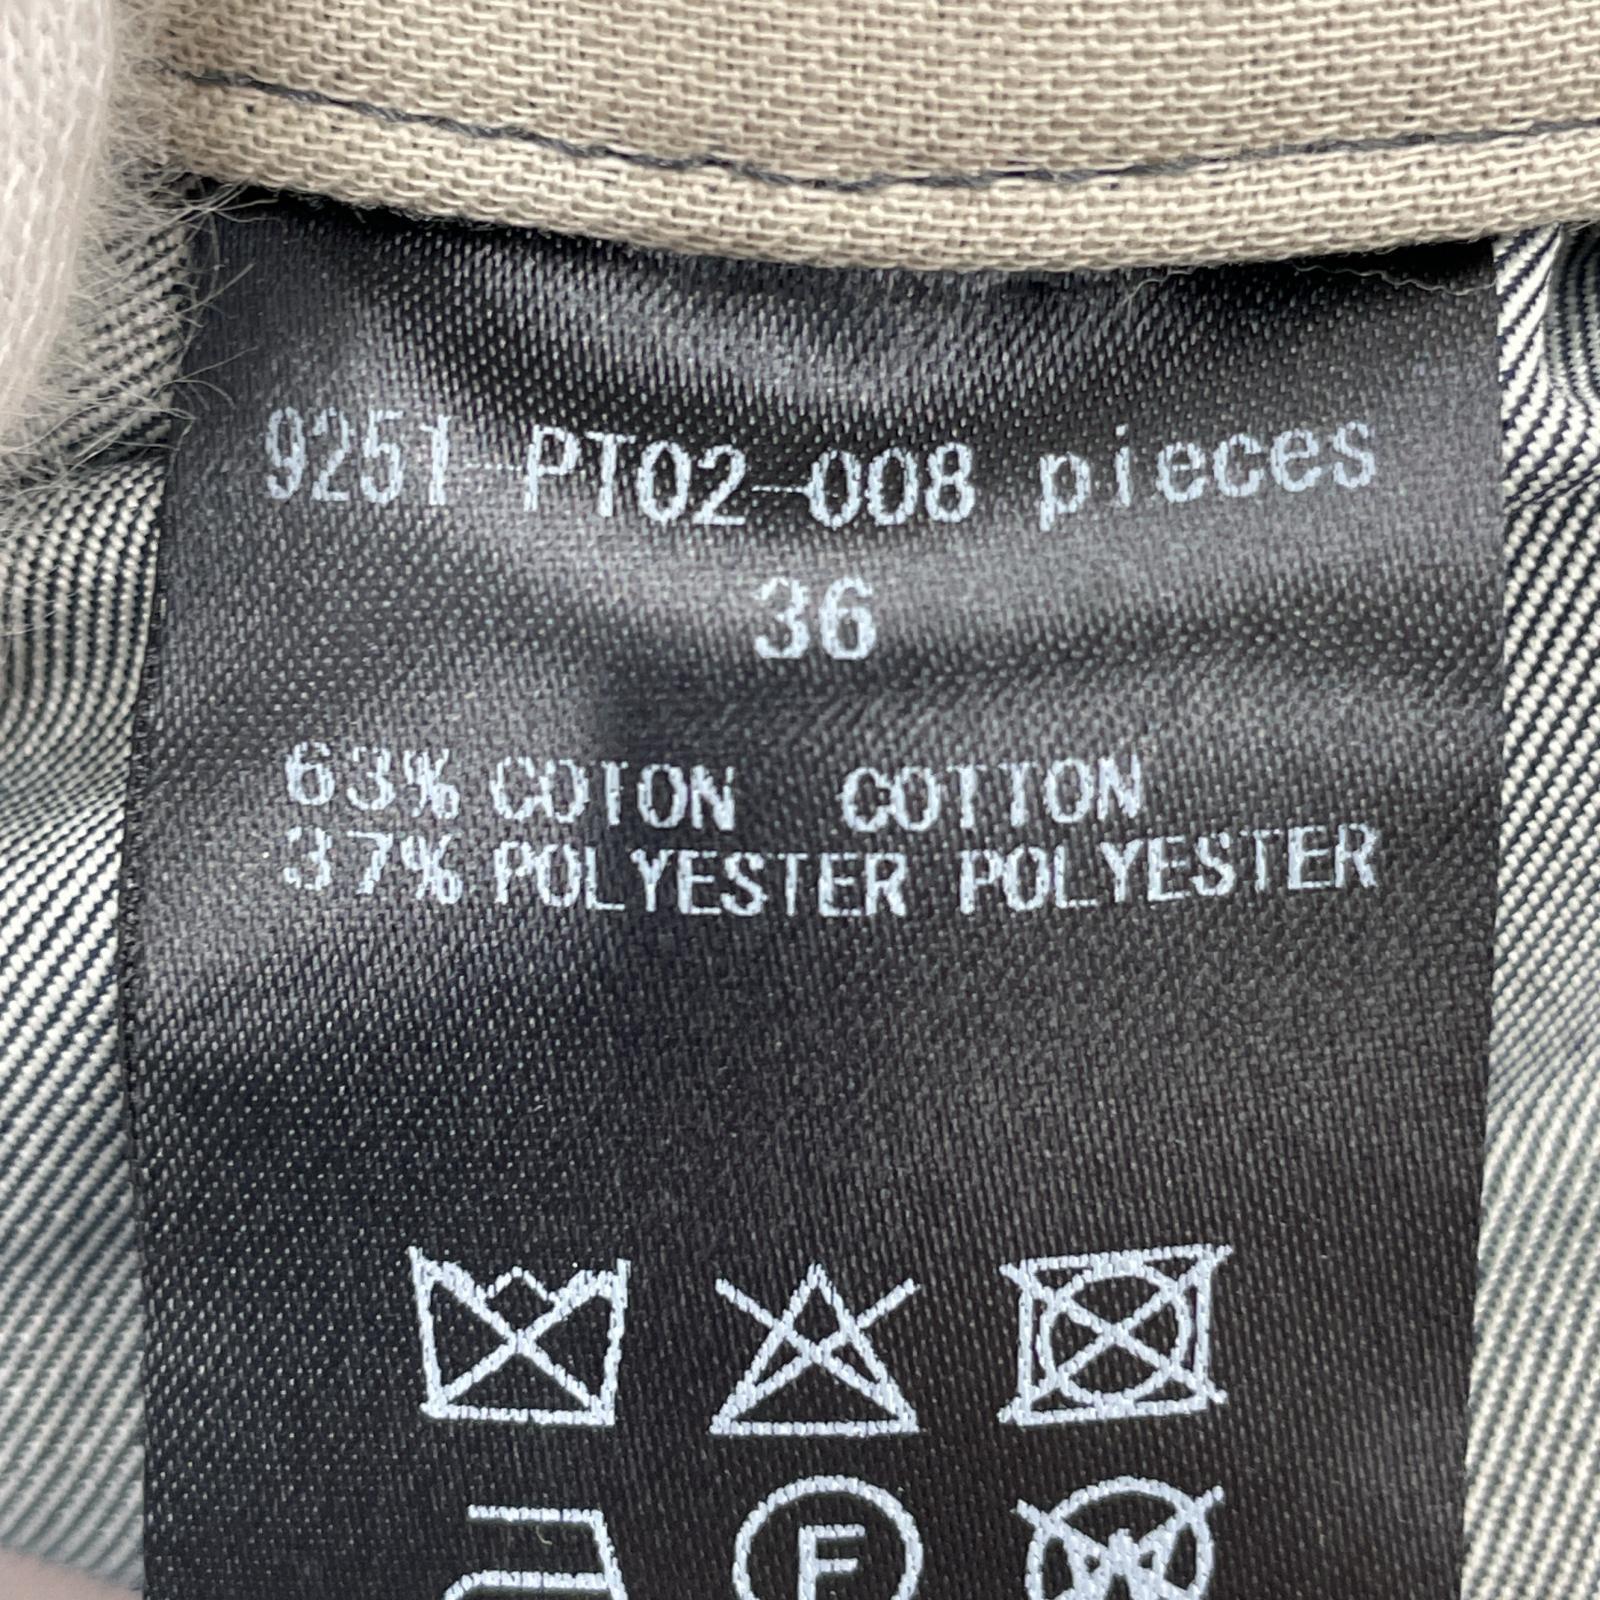 9251-PT02-008 pieces
36
63% COTON COTTON
37% POLYESTER POLYESTER
F
W